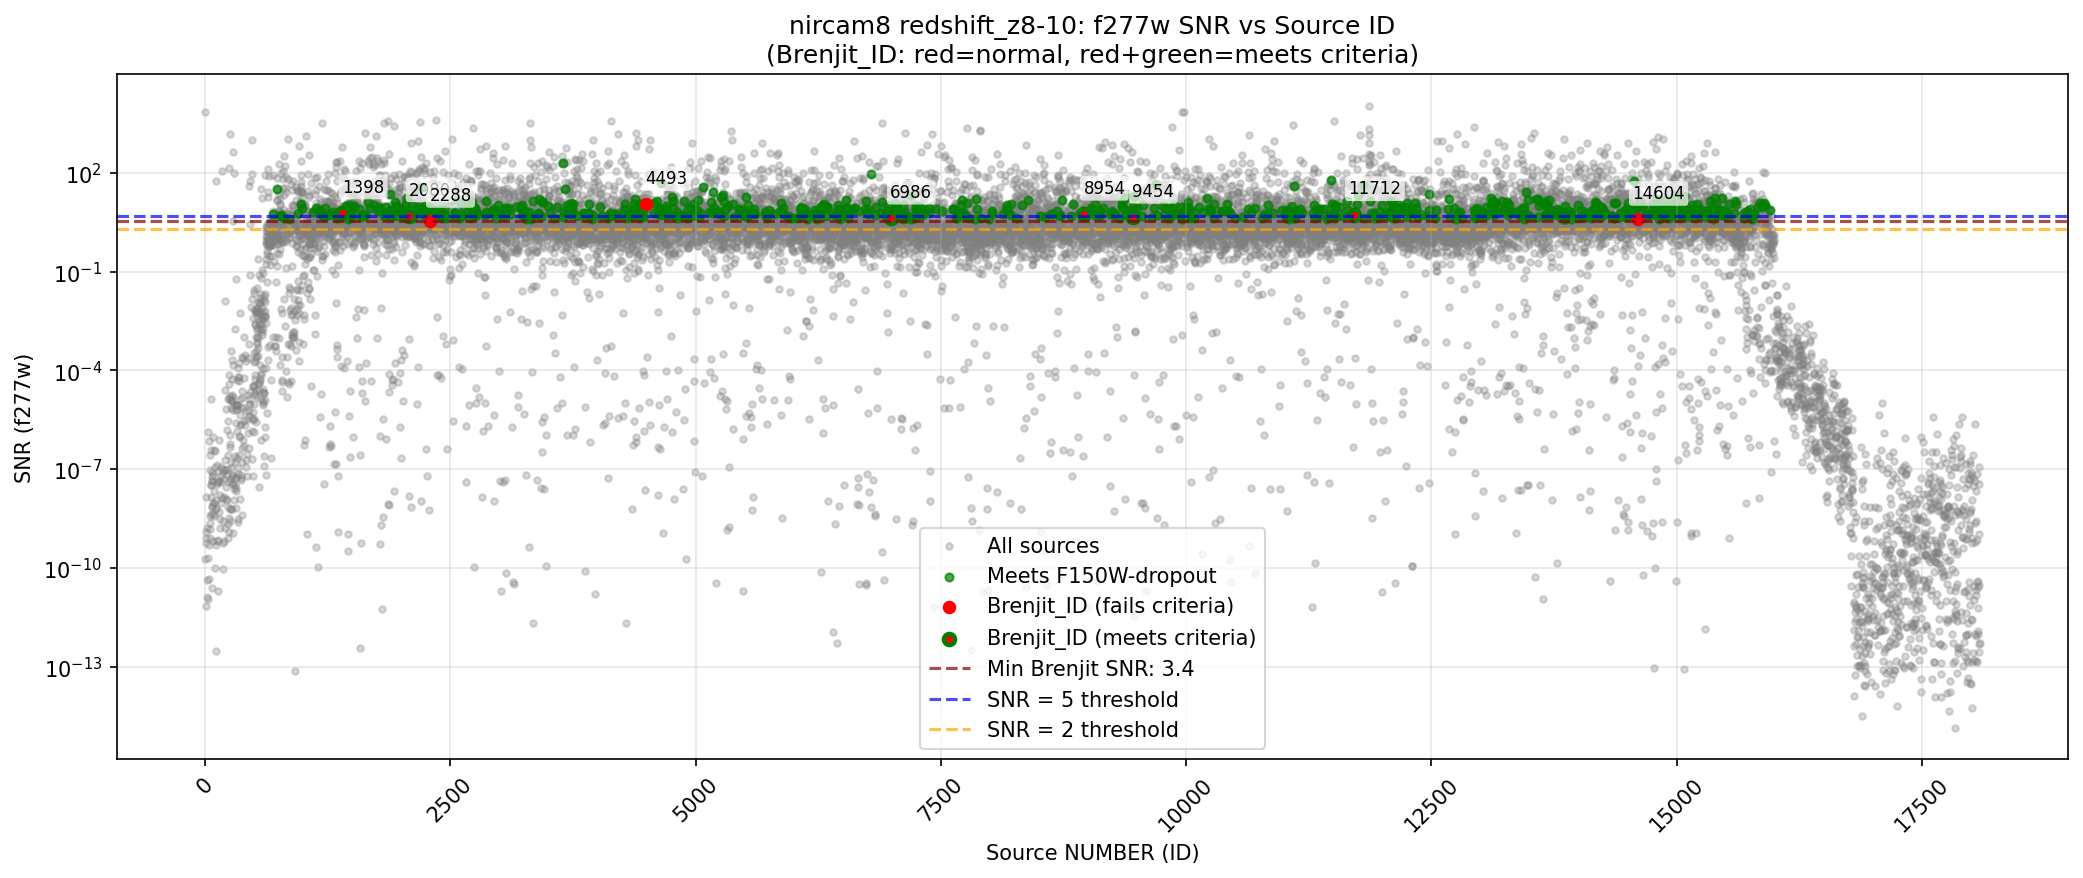 nircam8 redshift_z8-10: f277w SNR vs Source ID
(Brenjit_ID: red=normal, red+green=meets criteria)
SNR (f277w)
10²
10⁻¹
10⁻⁴
10⁻⁷
10⁻¹⁰
10⁻¹³
1398
2288
4493
6986
8954
9454
11712
14604
All sources
Meets F150W-dropout
Brenjit_ID (fails criteria)
Brenjit_ID (meets criteria)
Min Brenjit SNR: 3.4
SNR = 5 threshold
SNR = 2 threshold
0
2500
5000
7500
10000
12500
15000
17500
Source NUMBER (ID)